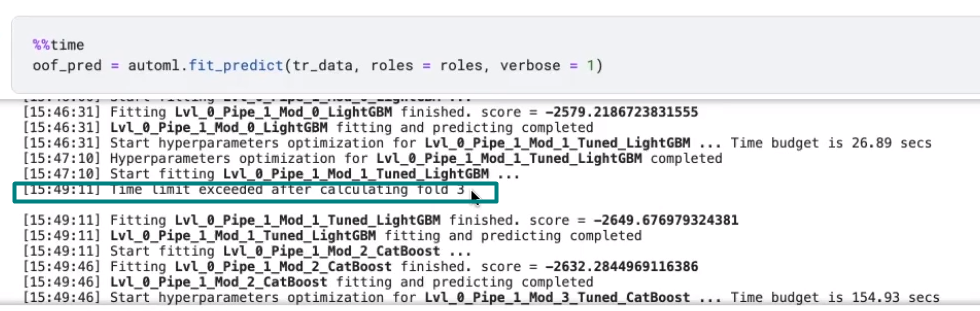 %%time
oof_pred = automl.fit_predict(tr_data, roles = roles, verbose = 1)
Start fitting Lvl_0_Pipe_1_Mod_0_LightGBM ...
[15:46:31] Fitting Lvl_0_Pipe_1_Mod_0_LightGBM finished. score = -2579.2186723831555
[15:46:31] Lvl_0_Pipe_1_Mod_0_LightGBM fitting and predicting completed
[15:46:31] Start hyperparameters optimization for Lvl_0_Pipe_1_Mod_1_Tuned_LightGBM ... Time budget is 26.89 secs
[15:47:10] Hyperparameters optimization for Lvl_0_Pipe_1_Mod_1_Tuned_LightGBM completed
[15:47:10] Start fitting Lvl_0_Pipe_1_Mod_1_Tuned_LightGBM ...
[15:49:11] Time limit exceeded after calculating fold 3
[15:49:11] Fitting Lvl_0_Pipe_1_Mod_1_Tuned_LightGBM finished. score = -2649.676979324381
[15:49:11] Lvl_0_Pipe_1_Mod_1_Tuned_LightGBM fitting and predicting completed
[15:49:11] Start fitting Lvl_0_Pipe_1_Mod_2_CatBoost ...
[15:49:46] Fitting Lvl_0_Pipe_1_Mod_2_CatBoost finished. score = -2632.2844969116386
[15:49:46] Lvl_0_Pipe_1_Mod_2_CatBoost fitting and predicting completed
[15:49:46] Start hyperparameters optimization for Lvl_0_Pipe_1_Mod_3_Tuned_CatBoost ... Time budget is 154.93 secs